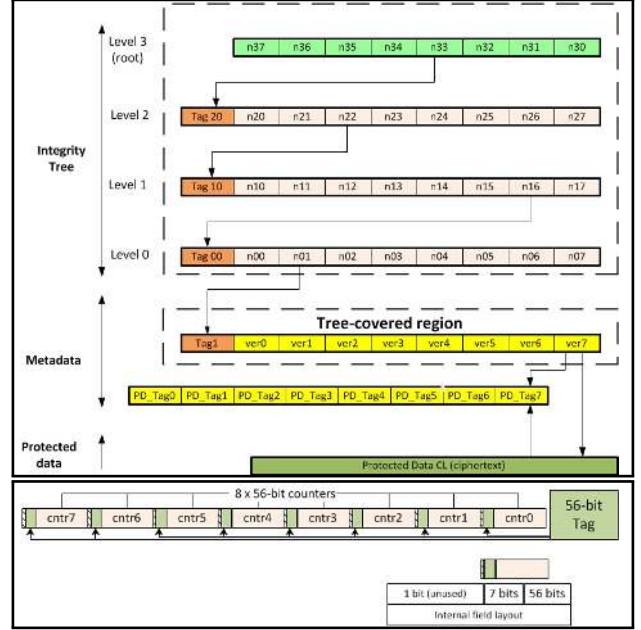 Level 3
(root)
n37 n36 n35 n34 n33 n32 n31 n30
Level 2
Tag 20 n20 n21 n22 n23 n24 n25 n26 n27
Integrity
Tree
Level 1
Tag 10 n10 n11 n12 n13 n14 n15 n16 n17
Level 0
Tag 00 n00 n01 n02 n03 n04 n05 n06 n07
Tree-covered region
Tag1 ver0 ver1 ver2 ver3 ver4 ver5 ver6 ver7
Metadata
PD_Tag0 PD_Tag1 PD_Tag2 PD_Tag3 PD_Tag4 PD_Tag5 PD_Tag6 PD_Tag7
Protected
data
Protected Data CL (ciphertext)
8 x 56-bit counters
cntr7 cntr6 cntr5 cntr4 cntr3 cntr2 cntr1 cntr0
56-bit
Tag
1 bit (unused) 7 bits 56 bits
Internal field layout